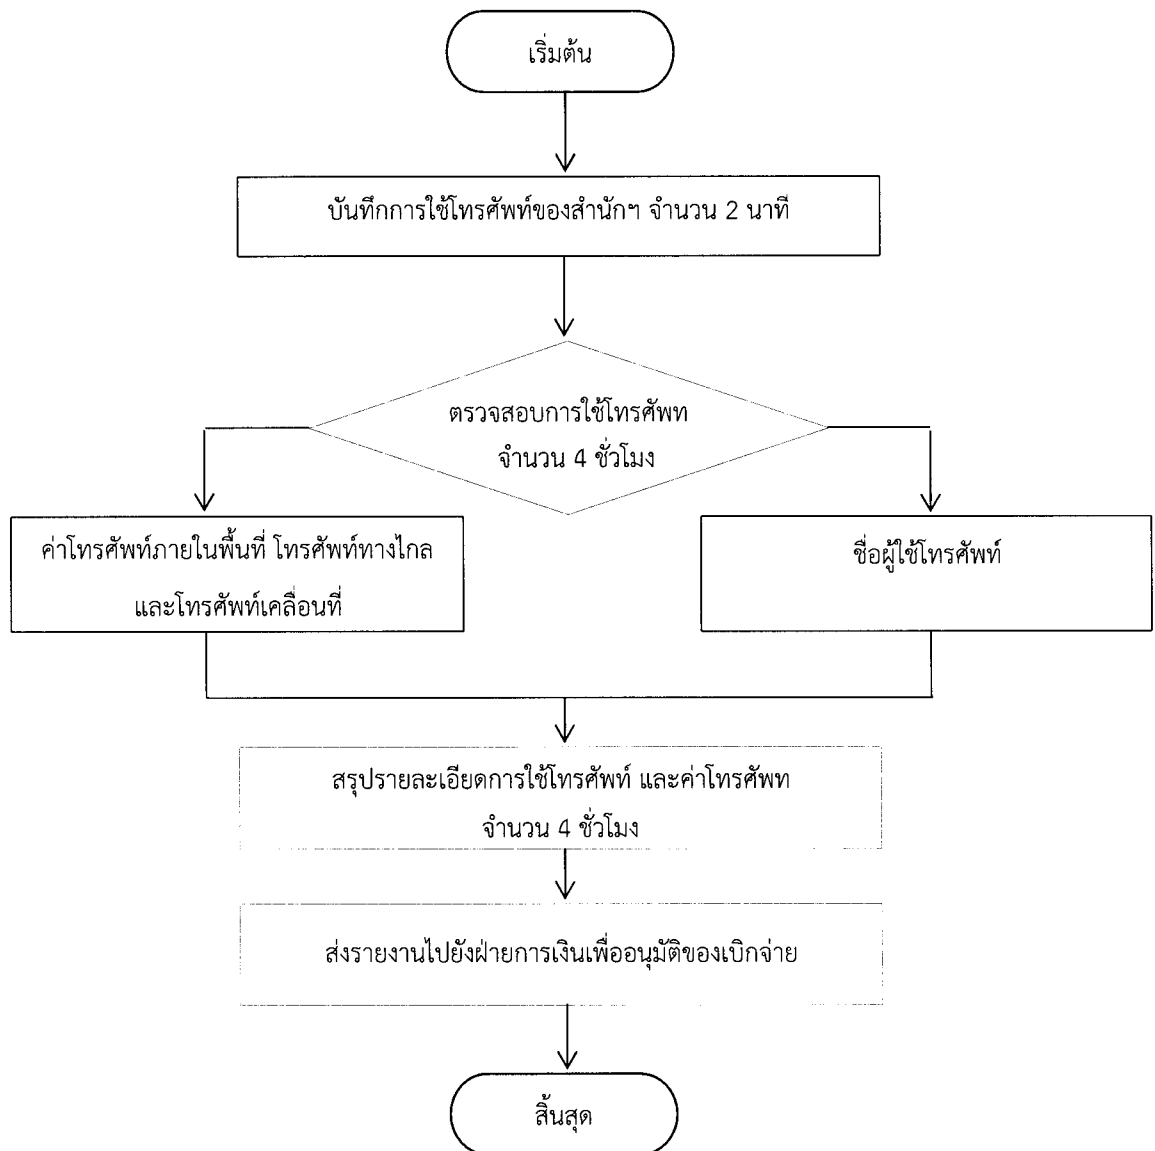 เริ่มต้น
บันทึกการใช้โทรศัพท์ของสำนักฯ จำนวน 2 นาที
ตรวจสอบการใช้โทรศัพท
จำนวน 4 ชั่วโมง
ค่าโทรศัพท์ภายในพื้นที่ โทรศัพท์ทางไกล
และโทรศัพท์เคลื่อนที่
ชื่อผู้ใช้โทรศัพท์
สรุปรายละเอียดการใช้โทรศัพท์ และค่าโทรศัพท
จำนวน 4 ชั่วโมง
ส่งรายงานไปยังฝ่ายการเงินเพื่ออนุมัติของเบิกจ่าย
สิ้นสุด